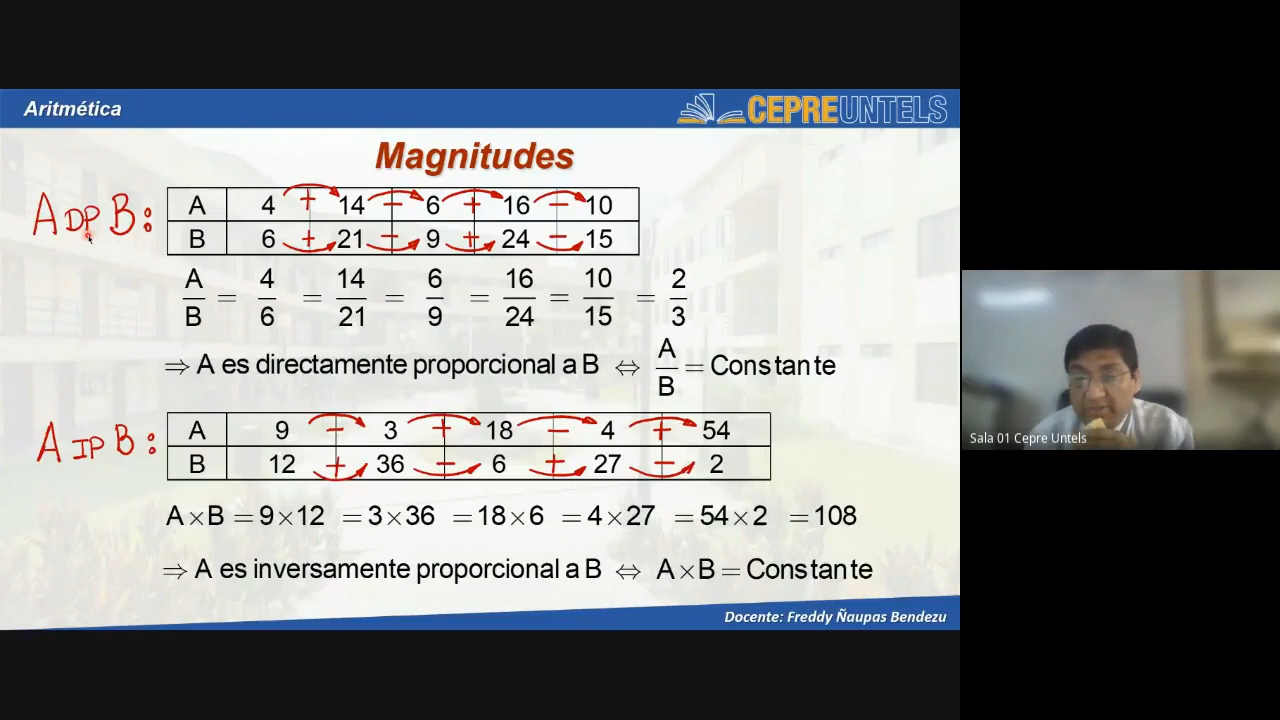 Aritmética
CEPREUNTELS
Magnitudes
A DP B:
A 4 + 14 − 6 + 16 − 10
B 6 + 21 − 9 + 24 − 15
A/B = 4/6 = 14/21 = 6/9 = 16/24 = 10/15 = 2/3
⇒ A es directamente proporcional a B ⇔ A/B = Constante
A IP B:
A 9 − 3 + 18 − 4 + 54
B 12 + 36 − 6 + 27 − 2
A×B = 9×12 = 3×36 = 18×6 = 4×27 = 54×2 = 108
⇒ A es inversamente proporcional a B ⇔ A×B = Constante
Docente: Freddy Ñaupas Bendezu
Sala 01 Cepre Untels